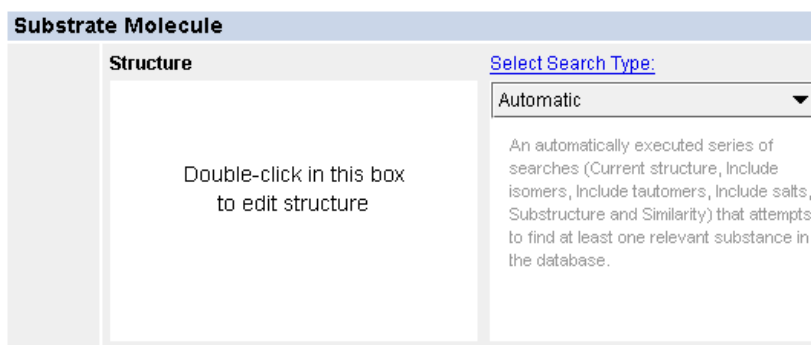 Substrate Molecule
Structure
Select Search Type:
Double-click in this box
to edit structure
Automatic
An automatically executed series of
searches (Current structure, Include
isomers, Include tautomers, Include salts,
Substructure and Similarity) that attempts
to find at least one relevant substance in
the database.